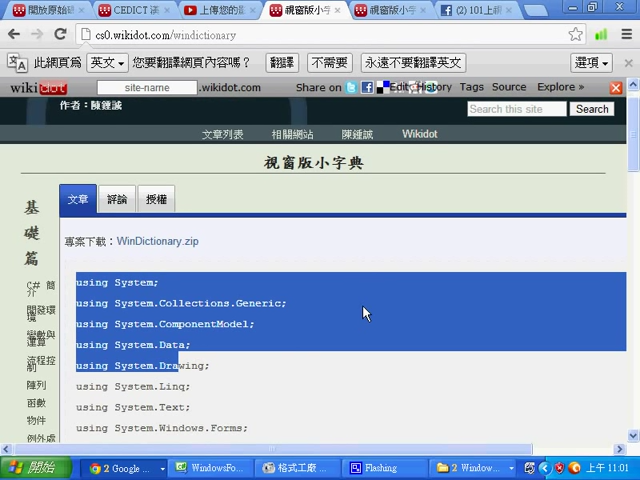 開放原始碼
CEDICT 漢
上傳您的
視窗版小字
視窗版小字
(2) 101上
cs0.wikidot.com/windictionary
此網頁為 英文 您要翻譯網頁內容嗎？ 翻譯 不需要 永遠不要翻譯英文 選項
wikidot site-name .wikidot.com Share on Edit History Tags Source Explore »
作者：陳鍾誠 Search this site Search
文章列表 相關網站 陳鍾誠 Wikidot
視窗版小字典
文章 評論 授權
基礎篇
C# 簡介
開發環境
變數與運算
流程控制
陣列
函數
物件
例外處
專案下載：WinDictionary.zip
using System;
using System.Collections.Generic;
using System.ComponentModel;
using System.Data;
using System.Drawing;
using System.Linq;
using System.Text;
using System.Windows.Forms;
開始 2 Google ... WindowsFo... 格式工廠 ... Flashing 2 Window... 上午 11:01